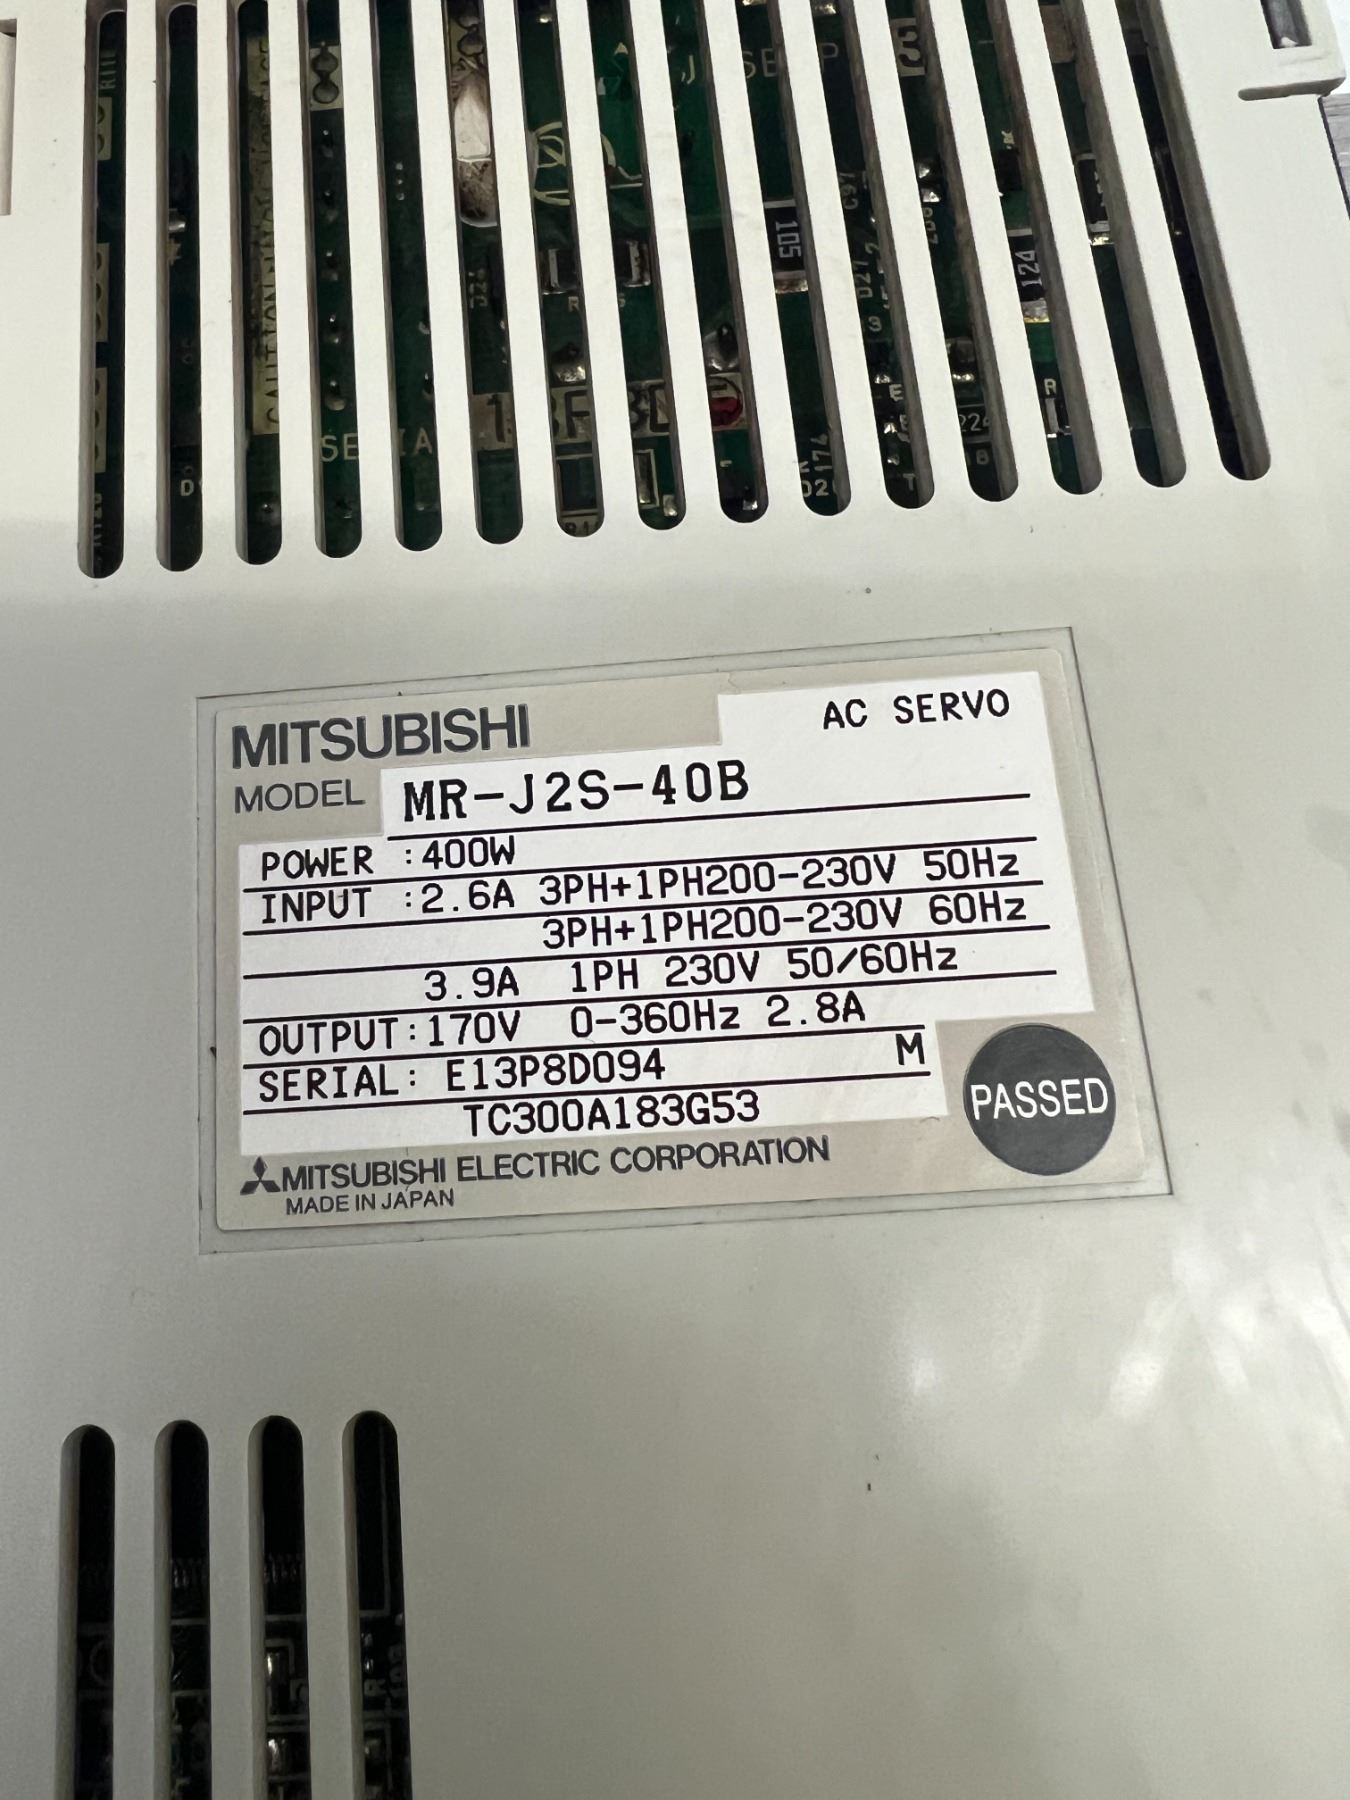 105
124
MITSUBISHI
AC SERVO
MODEL MR-J2S-40B
POWER :400W
INPUT :2.6A 3PH+1PH200-230V 50Hz
3PH+1PH200-230V 60Hz
3.9A 1PH 230V 50/60Hz
OUTPUT:170V 0-360Hz 2.8A
SERIAL: E13P8D094 M
TC300A183G53
PASSED
MITSUBISHI ELECTRIC CORPORATION
MADE IN JAPAN